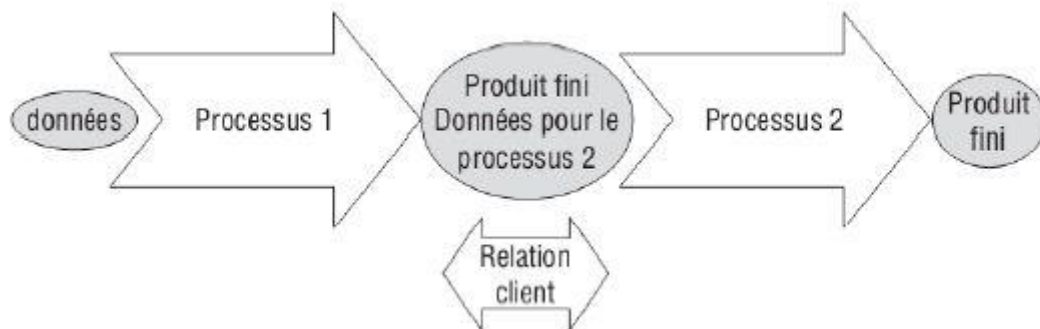 données
Processus 1
Produit fini
Données pour le
processus 2
Processus 2
Produit
fini
Relation
client